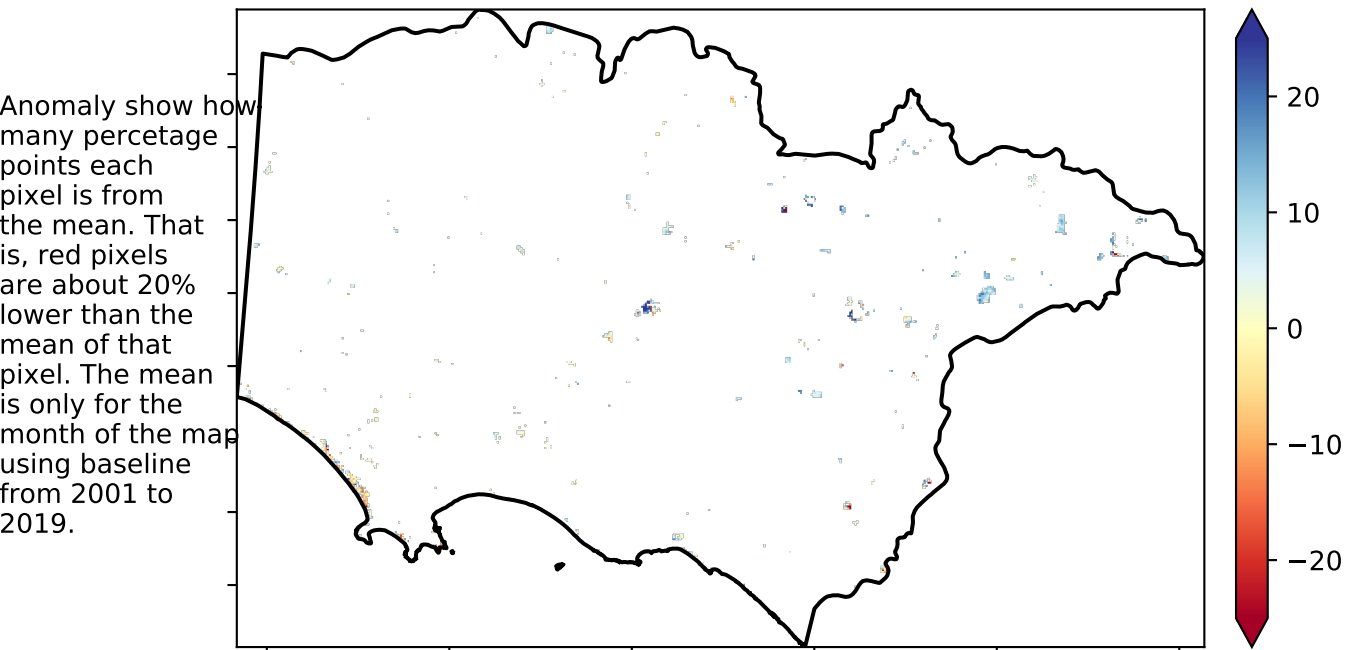 Anomaly show how
many percetage
points each
pixel is from
the mean. That
is, red pixels
are about 20%
lower than the
mean of that
pixel. The mean
is only for the
month of the map
using baseline
from 2001 to
2019.
20
10
0
−10
−20